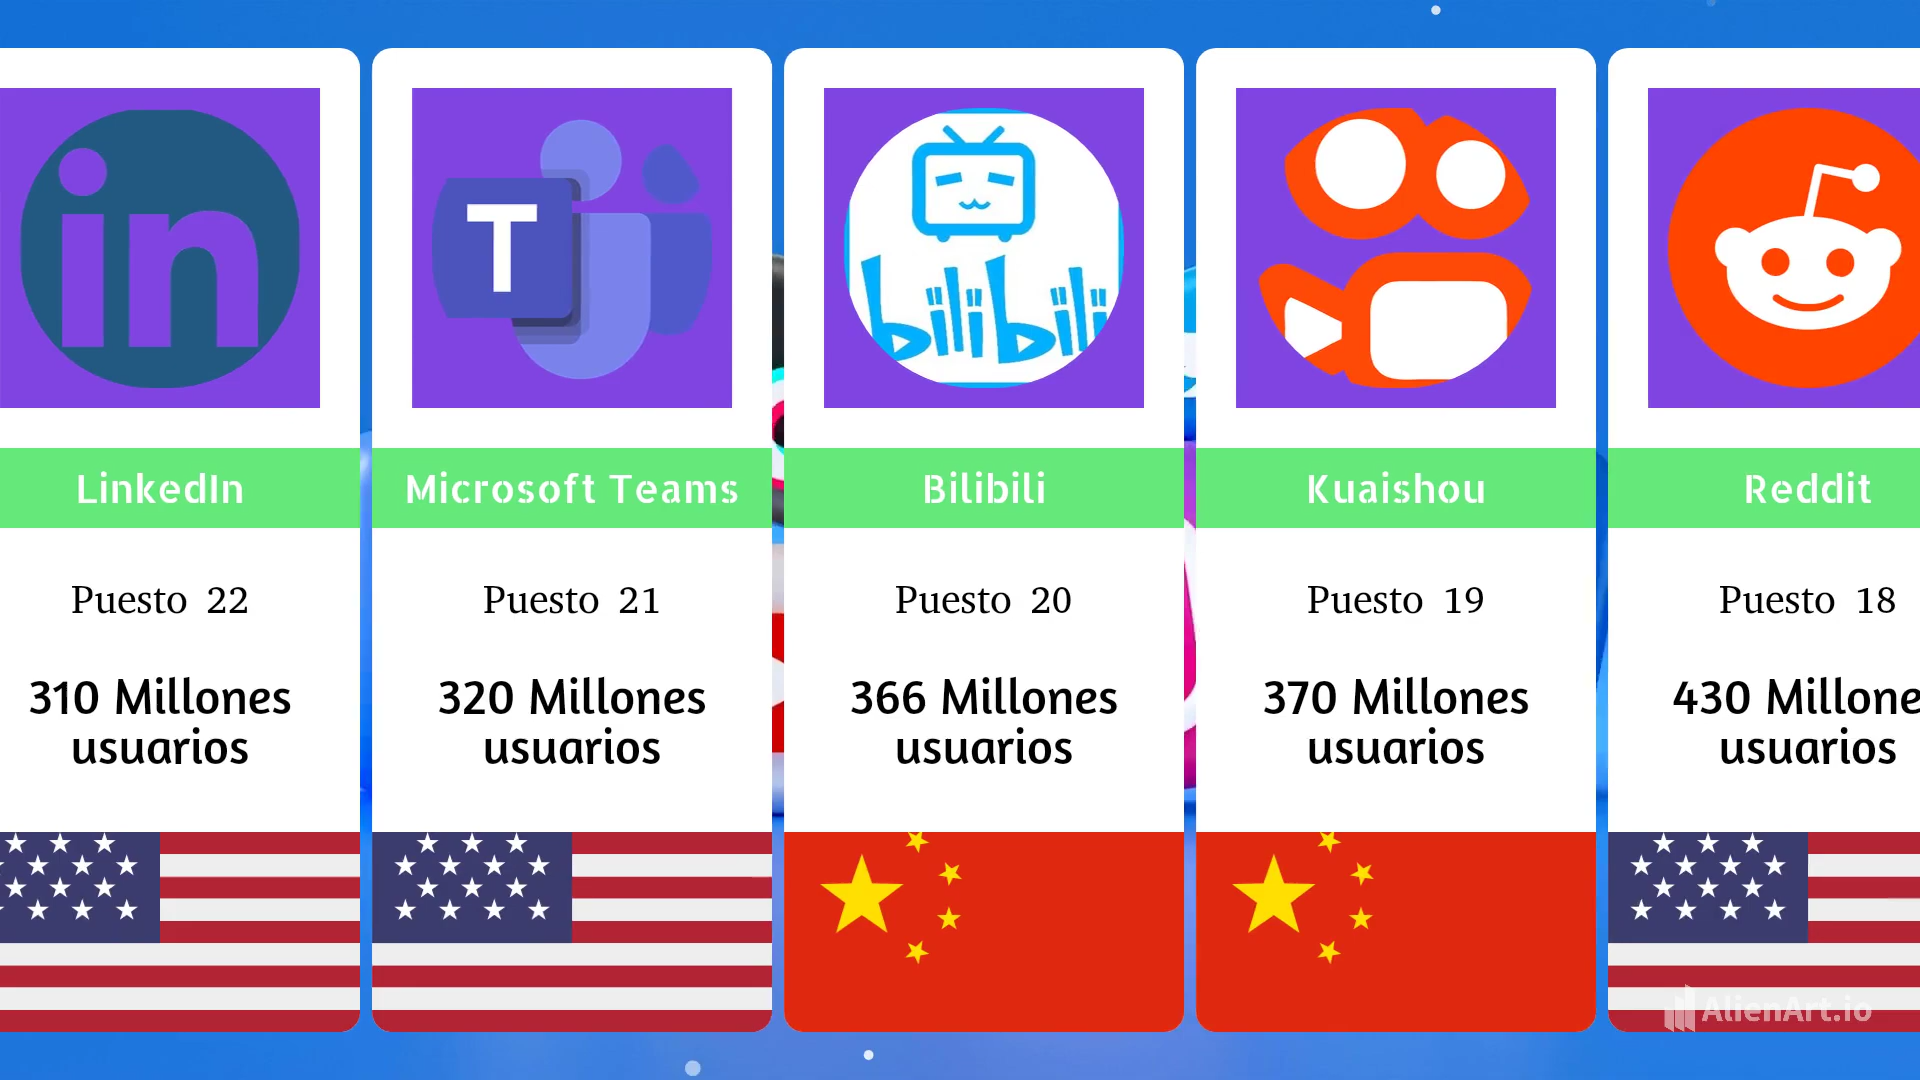 in
T
bilibili
LinkedIn
Microsoft Teams
Bilibili
Kuaishou
Reddit
Puesto 22
Puesto 21
Puesto 20
Puesto 19
Puesto 18
310 Millones
usuarios
320 Millones
usuarios
366 Millones
usuarios
370 Millones
usuarios
430 Millone
usuarios
AlienArt.io